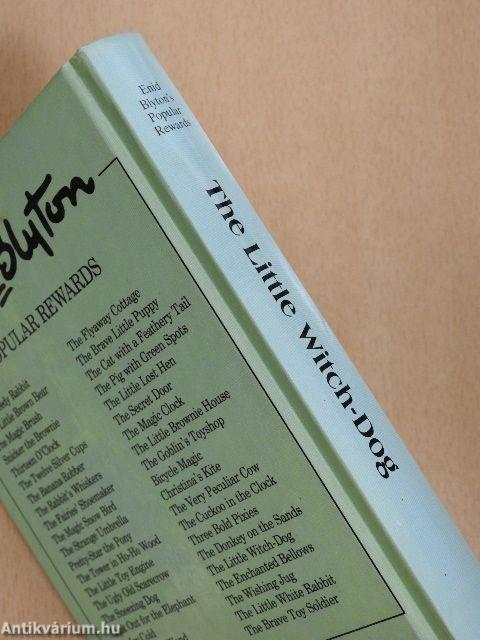 Enid
Blyton's
Popular
Rewards
The Little Witch-Dog
Blyton
POPULAR REWARDS
Rabbit
Little Brown Bear
Magic Brush
Snicker the Brownie
Thirteen O'Clock
The Twelve Silver Cups
The Banana Robber
The Rabbit's Whiskers
The Fairies' Shoemaker
The Magic Snow Bird
The Strange Umbrella
Pretty-Star the Pony
The Tower in Ho-Ho Wood
The Little Toy Engine
The Ugly Old Scarecrow
Sneezing Dog
Out for the Elephant
The Flyaway Cottage
The Brave Little Puppy
The Cat with a Feathery Tail
The Pig with Green Spots
The Little Lost Hen
The Secret Door
The Magic Clock
The Little Brownie House
The Goblin's Toyshop
Bicycle Magic
Christina's Kite
The Very Peculiar Cow
The Cuckoo in the Clock
Three Bold Pixies
The Donkey on the Sands
The Little Witch-Dog
The Enchanted Bellows
The Wishing Jug
The Little White Rabbit
The Brave Toy Soldier
Antikvárium.hu